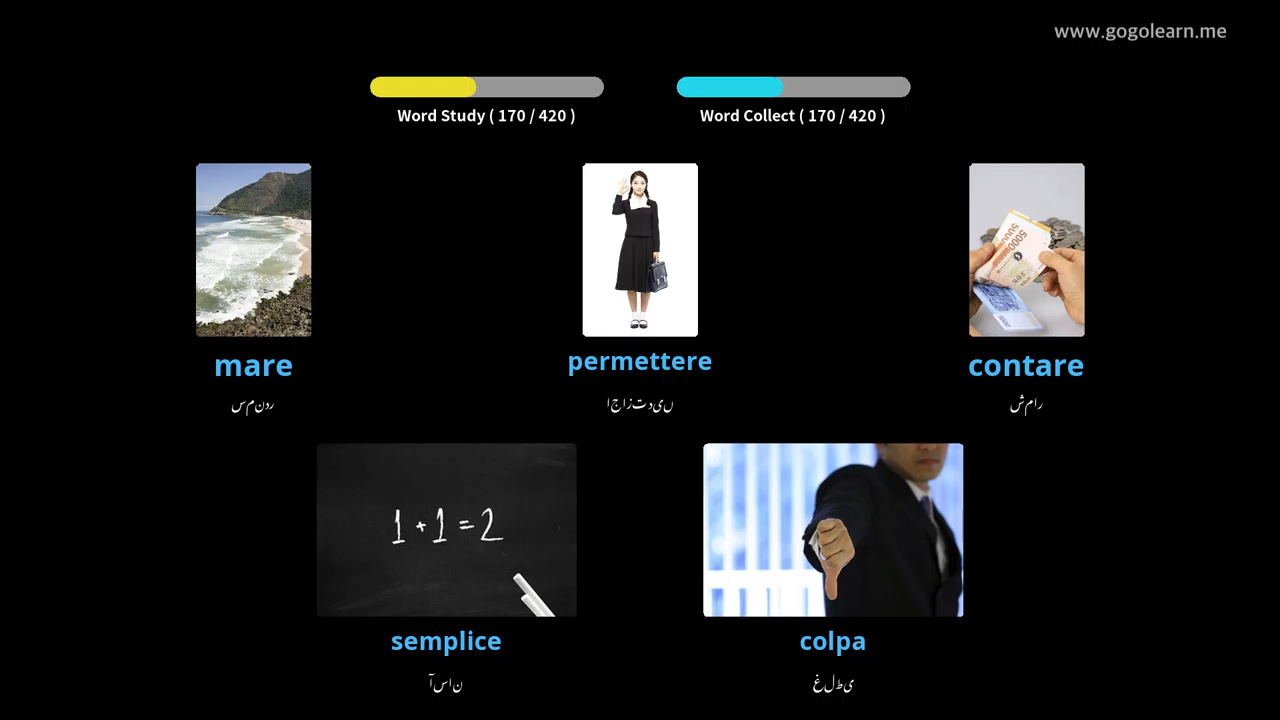 www.gogolearn.me
Word Study ( 170 / 420 )
Word Collect ( 170 / 420 )
mare
permettere
contare
سمندر
اجازت دیں
شمار
1 + 1 = 2
semplice
colpa
آسان
غلطی